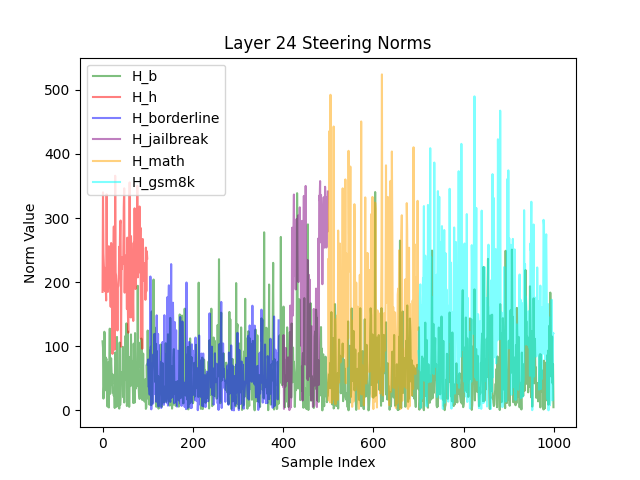 Layer 24 Steering Norms
H_b
H_h
H_borderline
H_jailbreak
H_math
H_gsm8k
Norm Value
500
400
300
200
100
0
0 200 400 600 800 1000
Sample Index